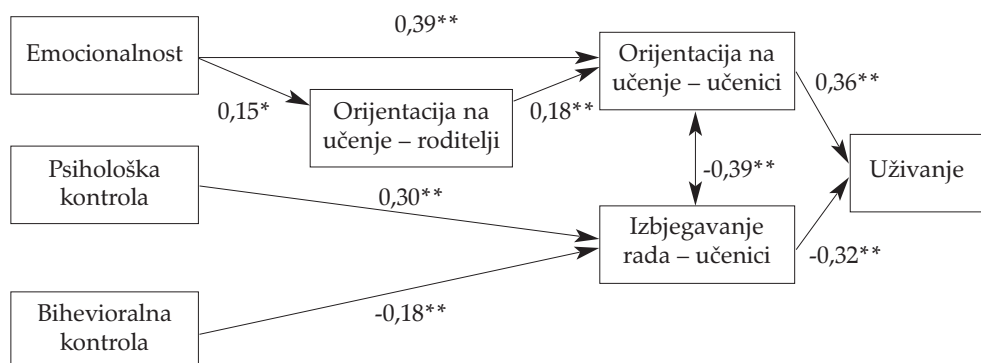 0,39**
Emocionalnost
Orijentacija na
učenje – učenici
0,36**
0,15*
Orijentacija na
učenje – roditelji
0,18**
Psihološka
kontrola
0,30**
-0,39**
Uživanje
Izbjegavanje
rada – učenici
-0,32**
Bihevioralna
kontrola
-0,18**